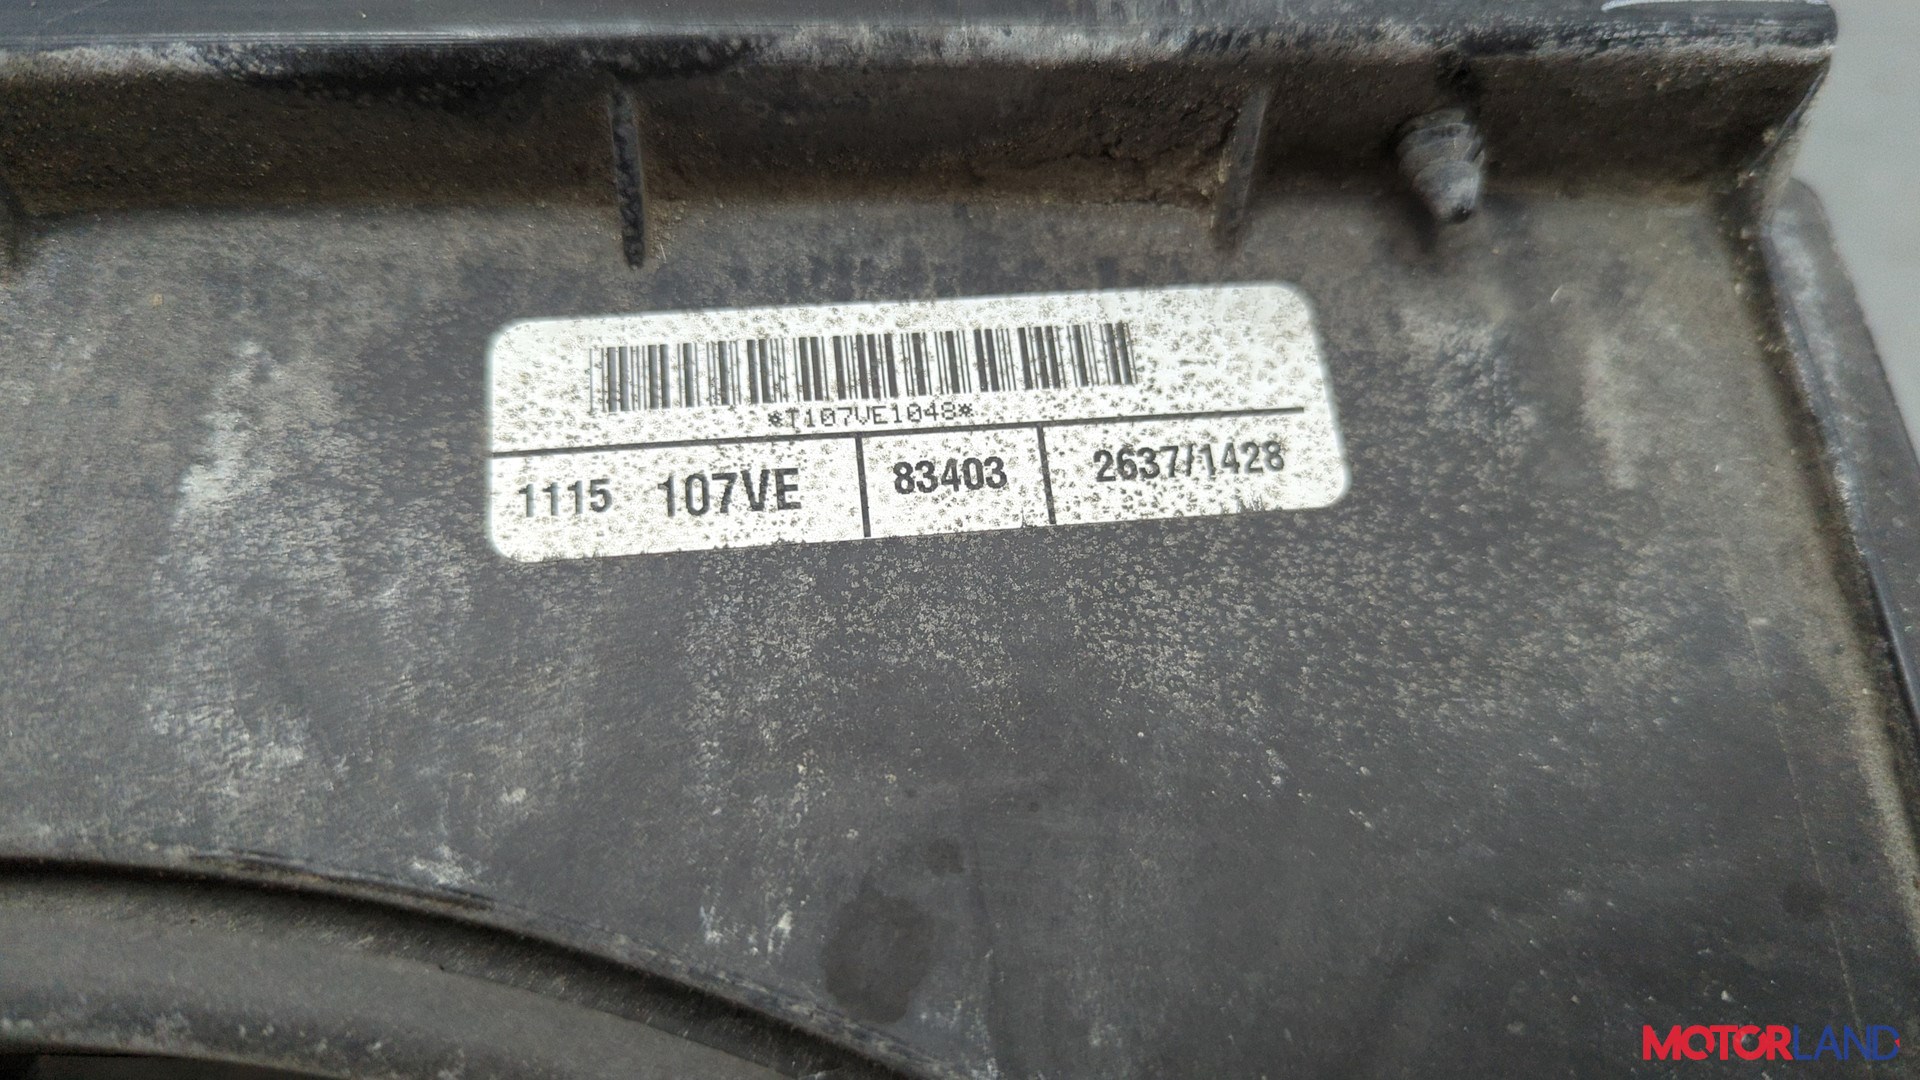 *T107VE1048*
1115 107VE 83403 2637/1428
MOTORLAND